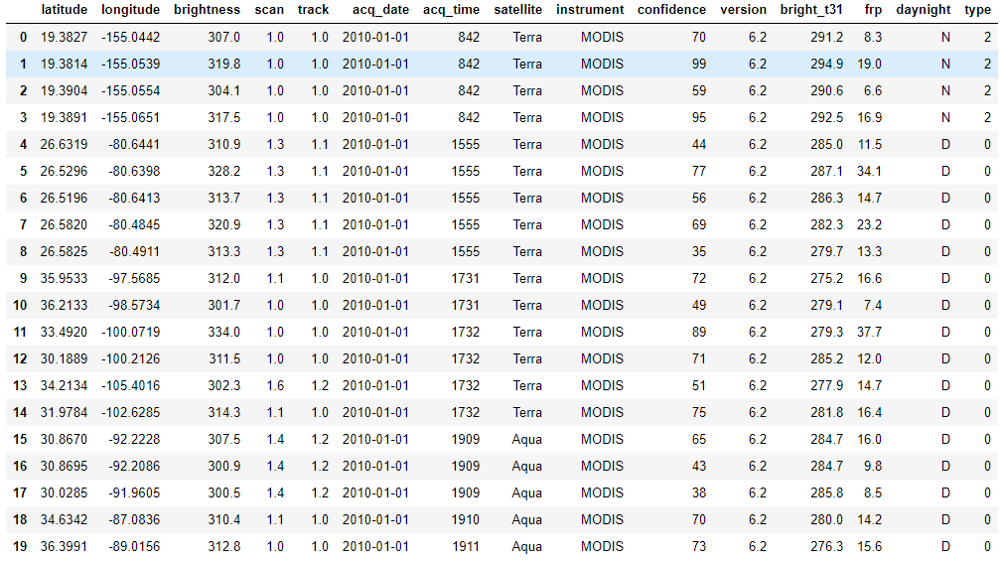 latitude longitude brightness scan track acq_date acq_time satellite instrument confidence version bright_t31 frp daynight type
0 19.3827 -155.0442 307.0 1.0 1.0 2010-01-01 842 Terra MODIS 70 6.2 291.2 8.3 N 2
1 19.3814 -155.0539 319.8 1.0 1.0 2010-01-01 842 Terra MODIS 99 6.2 294.9 19.0 N 2
2 19.3904 -155.0554 304.1 1.0 1.0 2010-01-01 842 Terra MODIS 59 6.2 290.6 6.6 N 2
3 19.3891 -155.0651 317.5 1.0 1.0 2010-01-01 842 Terra MODIS 95 6.2 292.5 16.9 N 2
4 26.6319 -80.6441 310.9 1.3 1.1 2010-01-01 1555 Terra MODIS 44 6.2 285.0 11.5 D 0
5 26.5296 -80.6398 328.2 1.3 1.1 2010-01-01 1555 Terra MODIS 77 6.2 287.1 34.1 D 0
6 26.5196 -80.6413 313.7 1.3 1.1 2010-01-01 1555 Terra MODIS 56 6.2 286.3 14.7 D 0
7 26.5820 -80.4845 320.9 1.3 1.1 2010-01-01 1555 Terra MODIS 69 6.2 282.3 23.2 D 0
8 26.5825 -80.4911 313.3 1.3 1.1 2010-01-01 1555 Terra MODIS 35 6.2 279.7 13.3 D 0
9 35.9533 -97.5685 312.0 1.1 1.0 2010-01-01 1731 Terra MODIS 72 6.2 275.2 16.6 D 0
10 36.2133 -98.5734 301.7 1.0 1.0 2010-01-01 1731 Terra MODIS 49 6.2 279.1 7.4 D 0
11 33.4920 -100.0719 334.0 1.0 1.0 2010-01-01 1732 Terra MODIS 89 6.2 279.3 37.7 D 0
12 30.1889 -100.2126 311.5 1.0 1.0 2010-01-01 1732 Terra MODIS 71 6.2 285.2 12.0 D 0
13 34.2134 -105.4016 302.3 1.6 1.2 2010-01-01 1732 Terra MODIS 51 6.2 277.9 14.7 D 0
14 31.9784 -102.6285 314.3 1.1 1.0 2010-01-01 1732 Terra MODIS 75 6.2 281.8 16.4 D 0
15 30.8670 -92.2228 307.5 1.4 1.2 2010-01-01 1909 Aqua MODIS 65 6.2 284.7 16.0 D 0
16 30.8695 -92.2086 300.9 1.4 1.2 2010-01-01 1909 Aqua MODIS 43 6.2 284.7 9.8 D 0
17 30.0285 -91.9605 300.5 1.4 1.2 2010-01-01 1909 Aqua MODIS 38 6.2 285.8 8.5 D 0
18 34.6342 -87.0836 310.4 1.1 1.0 2010-01-01 1910 Aqua MODIS 70 6.2 280.0 14.2 D 0
19 36.3991 -89.0156 312.8 1.0 1.0 2010-01-01 1911 Aqua MODIS 73 6.2 276.3 15.6 D 0